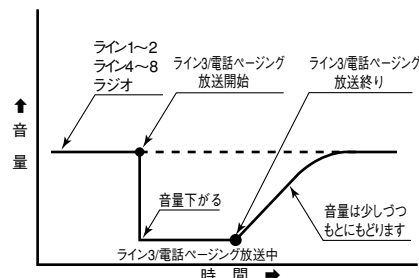 ライン1〜2
ライン4〜8
ラジオ
ライン3/電話ページング
放送開始
ライン3/電話ページング
放送終り
↑
音
量
音量下がる
音量は少しづつ
もとにもどります
ライン3/電話ページング放送中
時 間 ➡